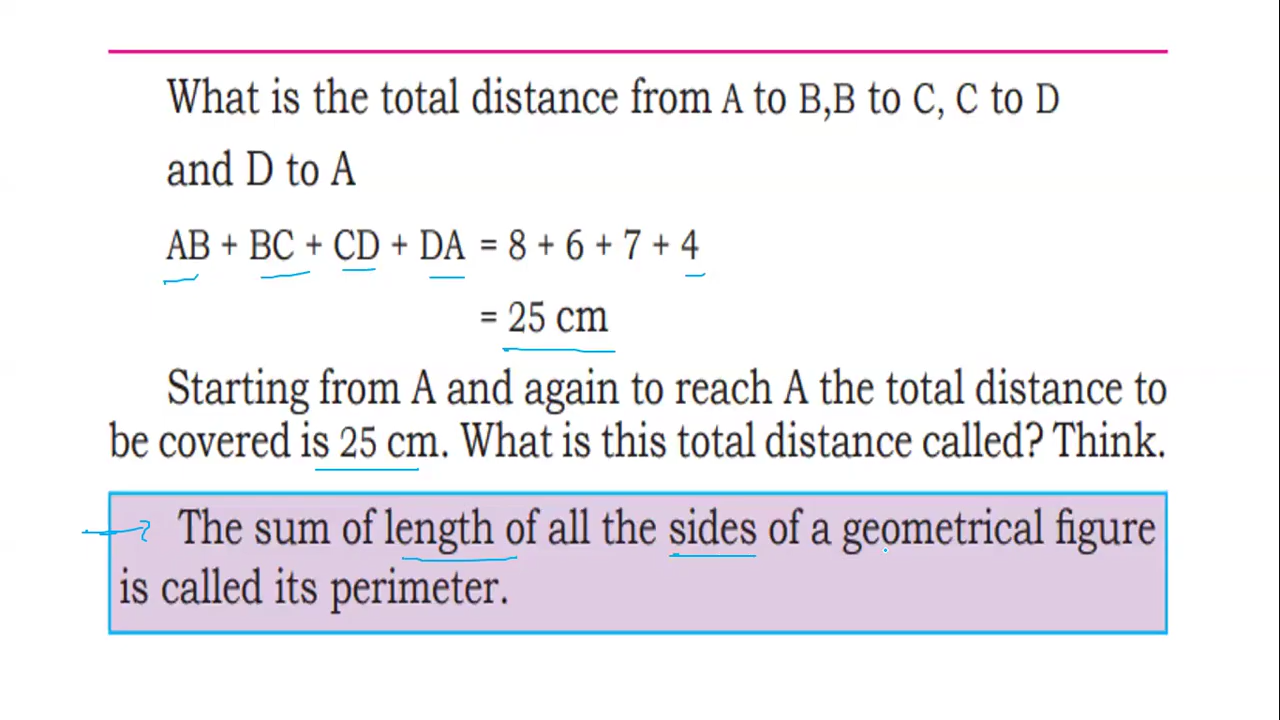 What is the total distance from A to B,B to C, C to D
and D to A
AB + BC + CD + DA = 8 + 6 + 7 + 4
= 25 cm
Starting from A and again to reach A the total distance to
be covered is 25 cm. What is this total distance called? Think.
The sum of length of all the sides of a geometrical figure
is called its perimeter.